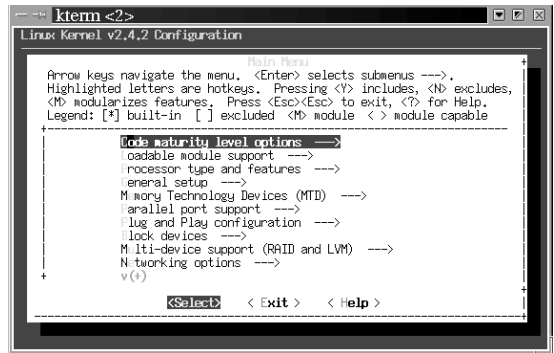 kterm <2>
Linux Kernel v2.4.2 Configuration
Main Menu
Arrow keys navigate the menu. <Enter> selects submenus --->.
Highlighted letters are hotkeys. Pressing <Y> includes, <N> excludes,
<M> modularizes features. Press <Esc><Esc> to exit, <?> for Help.
Legend: [*] built-in [ ] excluded <M> module < > module capable
Code maturity level options --->
Loadable module support --->
Processor type and features --->
General setup --->
Memory Technology Devices (MTD) --->
Parallel port support --->
Plug and Play configuration --->
Block devices --->
Multi-device support (RAID and LVM) --->
Networking options --->
v(+)
<Select> < Exit > < Help >